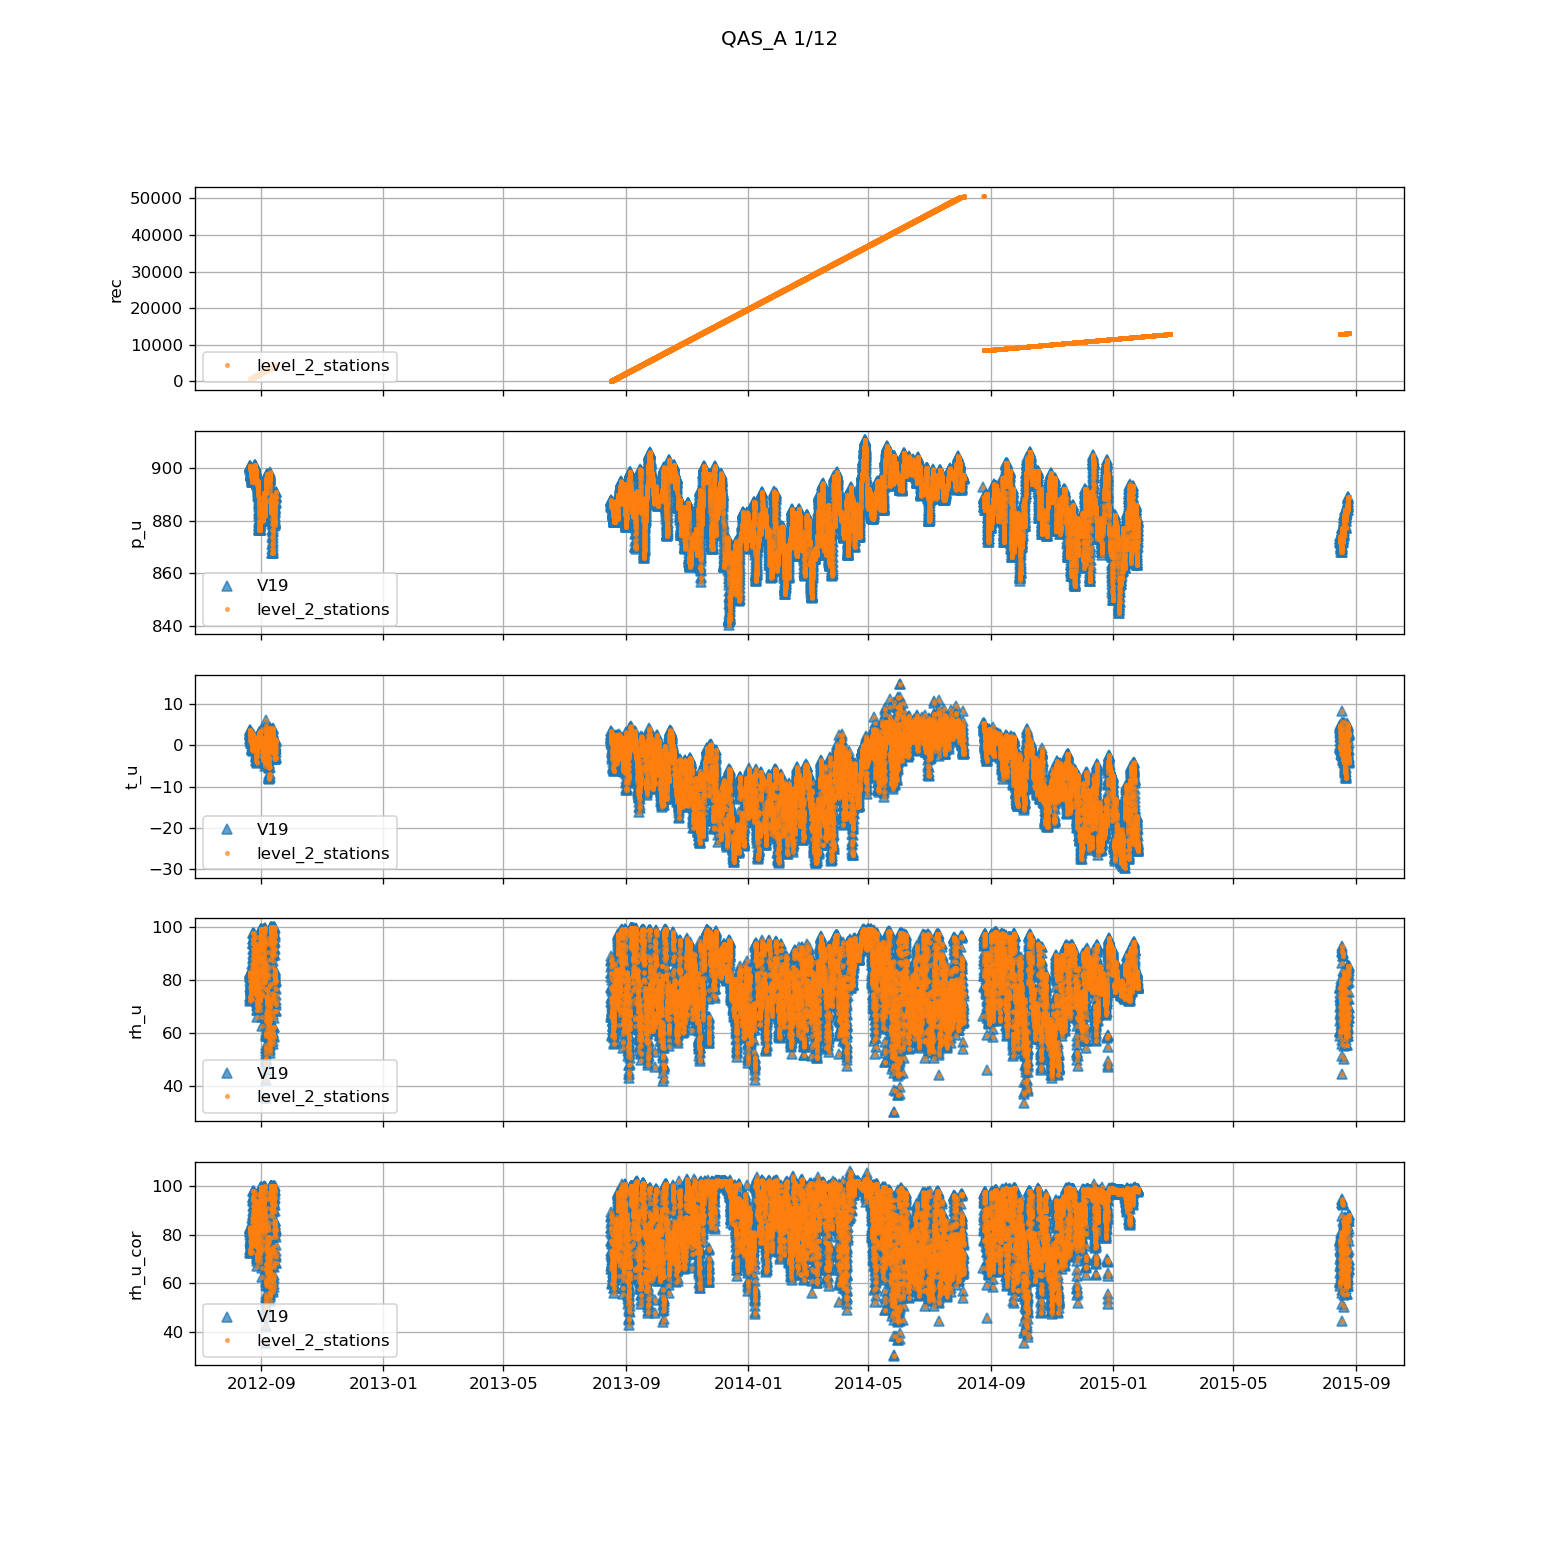 QAS_A 1/12
rec
50000
40000
30000
20000
10000
0
level_2_stations
p_u
900
880
860
840
V19
level_2_stations
t_u
10
0
−10
−20
−30
V19
level_2_stations
rh_u
100
80
60
40
V19
level_2_stations
rh_u_cor
100
80
60
40
V19
level_2_stations
2012-09 2013-01 2013-05 2013-09 2014-01 2014-05 2014-09 2015-01 2015-05 2015-09